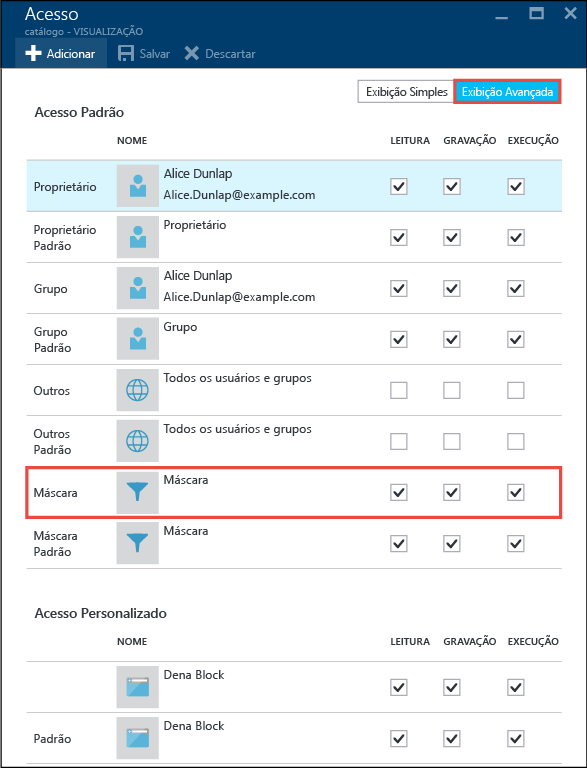 Acesso
catálogo - VISUALIZAÇÃO
Adicionar Salvar Descartar
Exibição Simples Exibição Avançada
Acesso Padrão
NOME LEITURA GRAVAÇÃO EXECUÇÃO
Proprietário Alice Dunlap
Alice.Dunlap@example.com
Proprietário Padrão Proprietário
Grupo Alice Dunlap
Alice.Dunlap@example.com
Grupo Padrão Grupo
Outros Todos os usuários e grupos
Outros Padrão Todos os usuários e grupos
Máscara Máscara
Máscara Padrão Máscara
Acesso Personalizado
NOME LEITURA GRAVAÇÃO EXECUÇÃO
Dena Block
Padrão Dena Block